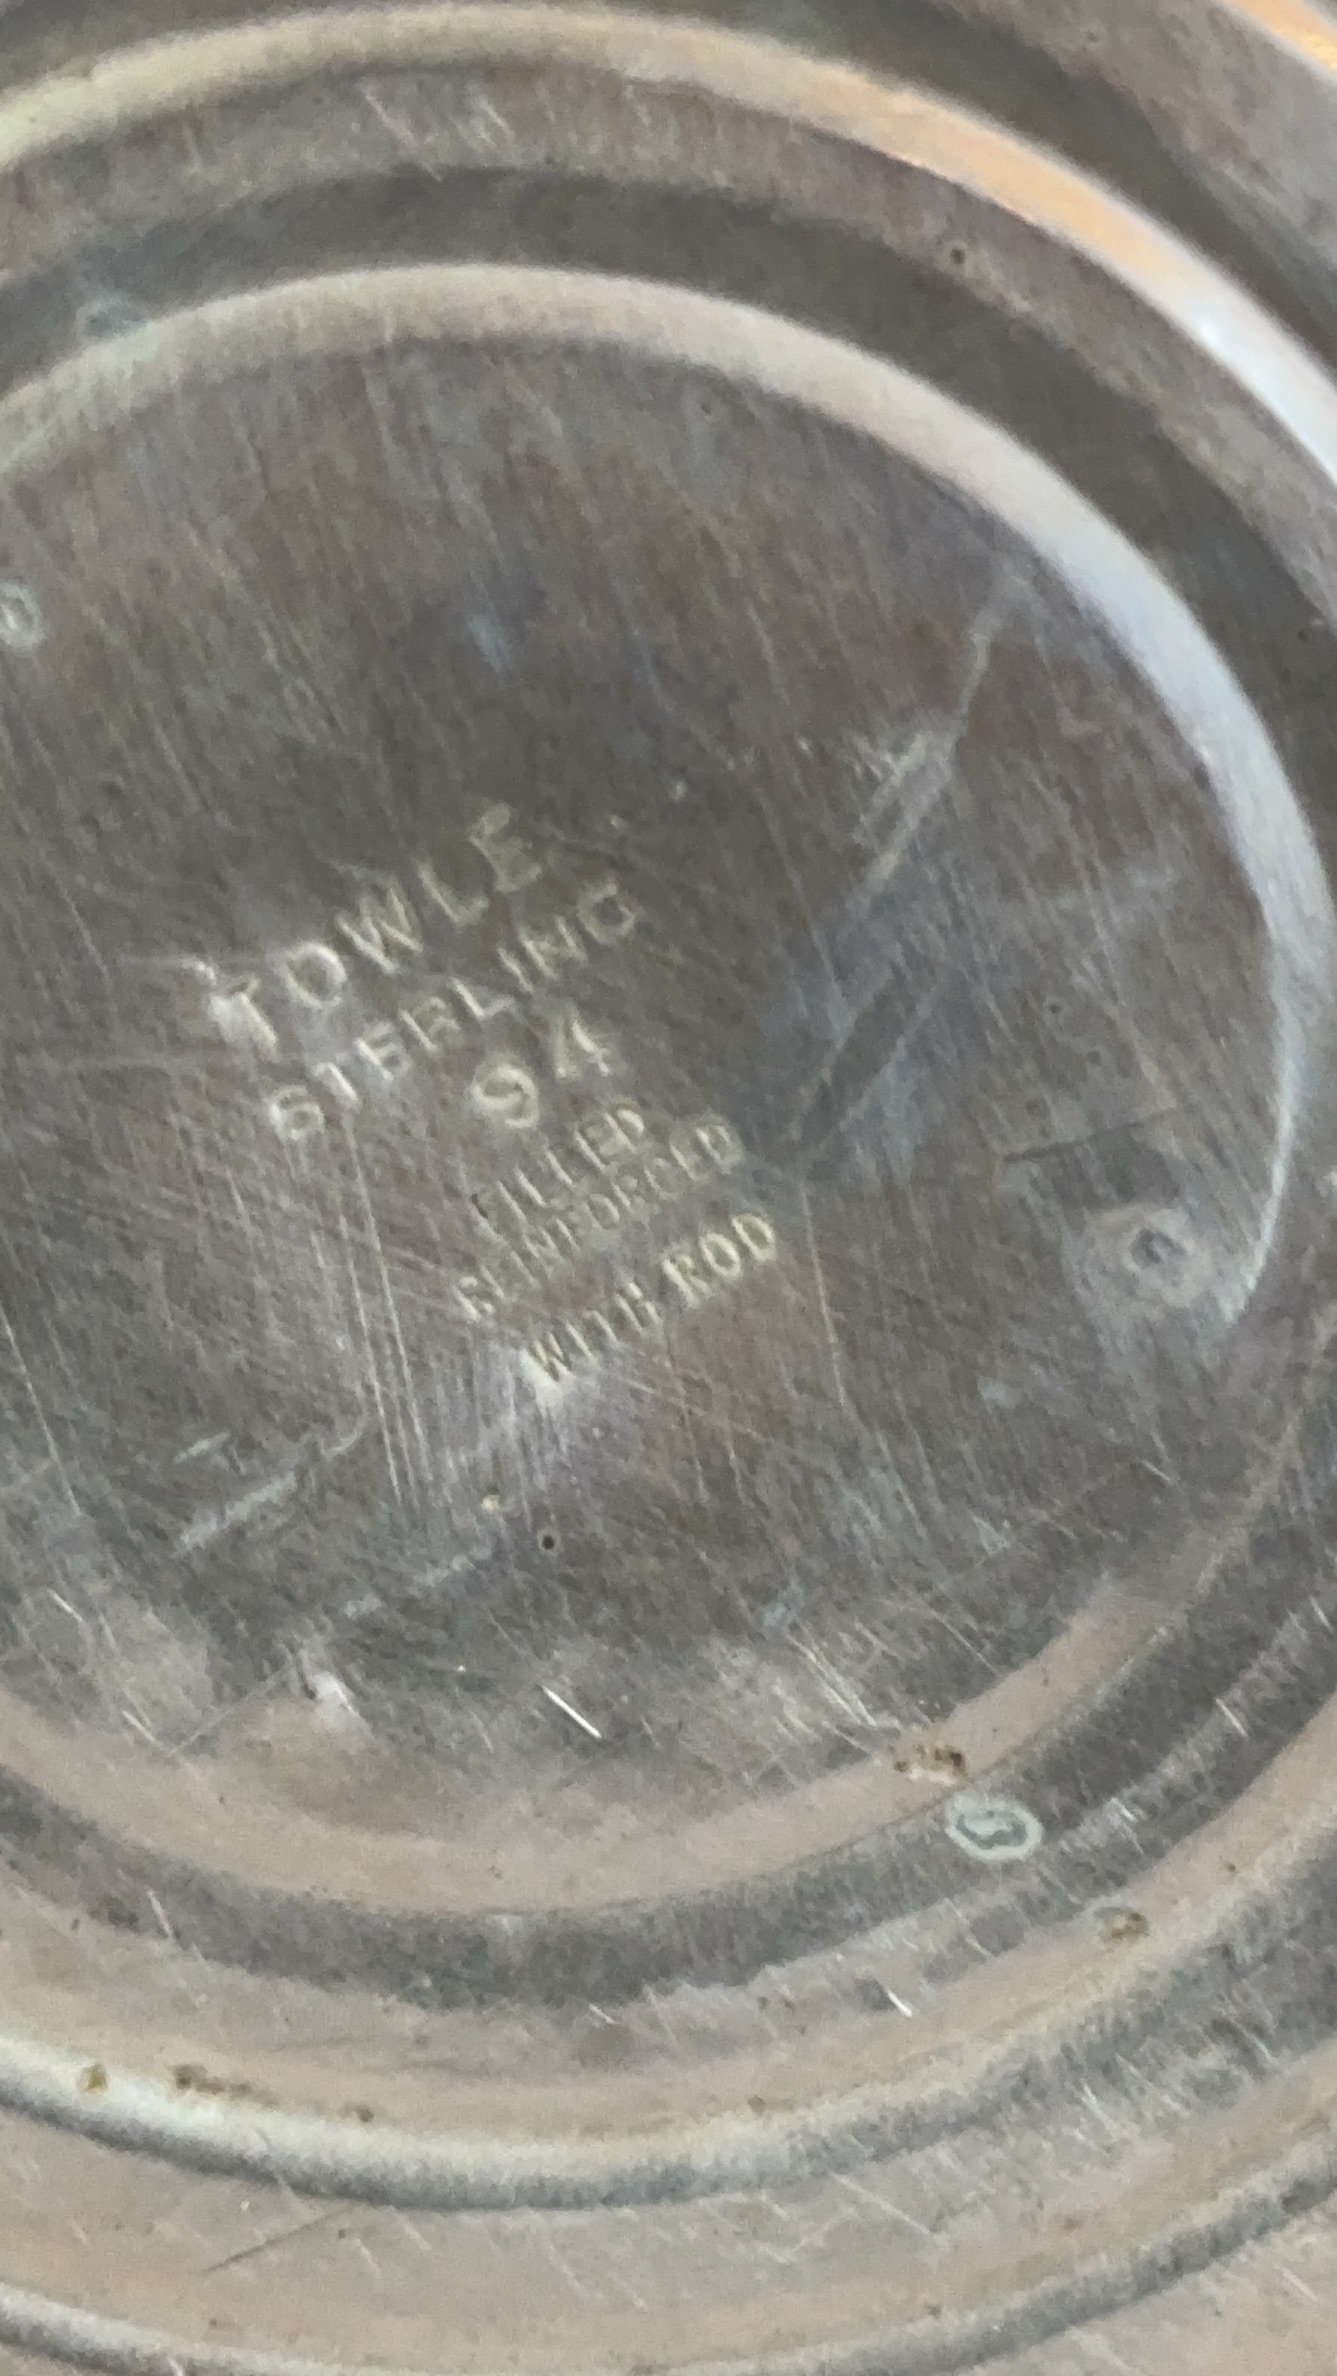 TOWLE
STERLING
94
FILLED
REINFORCED
WITH ROD